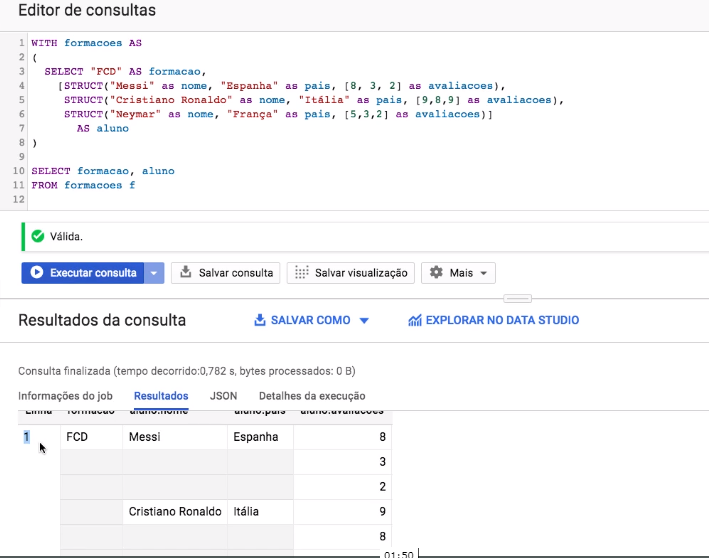 Editor de consultas
1 WITH formacoes AS
2 (
3 SELECT "FCD" AS formacao,
4 [STRUCT("Messi" as nome, "Espanha" as pais, [8, 3, 2] as avaliacoes),
5 STRUCT("Cristiano Ronaldo" as nome, "Itália" as pais, [9,8,9] as avaliacoes),
6 STRUCT("Neymar" as nome, "França" as pais, [5,3,2] as avaliacoes)]
7 AS aluno
8 )
9
10 SELECT formacao, aluno
11 FROM formacoes f
12
Válida.
Executar consulta Salvar consulta Salvar visualização Mais
Resultados da consulta SALVAR COMO EXPLORAR NO DATA STUDIO
Consulta finalizada (tempo decorrido:0,782 s, bytes processados: 0 B)
Informações do job Resultados JSON Detalhes da execução
Linha formacao aluno.nome aluno.pais aluno.avaliacoes
1 FCD Messi Espanha 8
3
2
Cristiano Ronaldo Itália 9
8
01:50